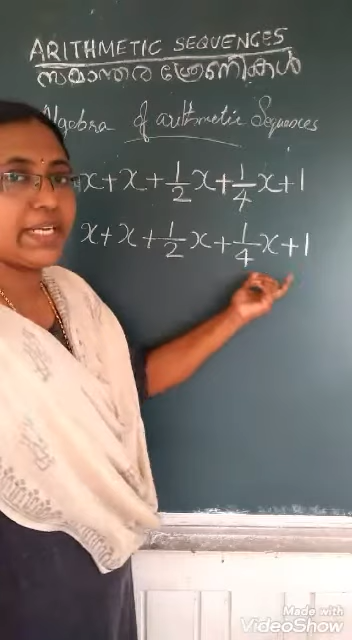 ARITHMETIC SEQUENCES
സമാന്തര ശ്രേണികൾ
Algebra of arithmetic Sequences
x+x+1/2x+1/4x+1
x+x+1/2x+1/4x+1
Made with
VideoShow